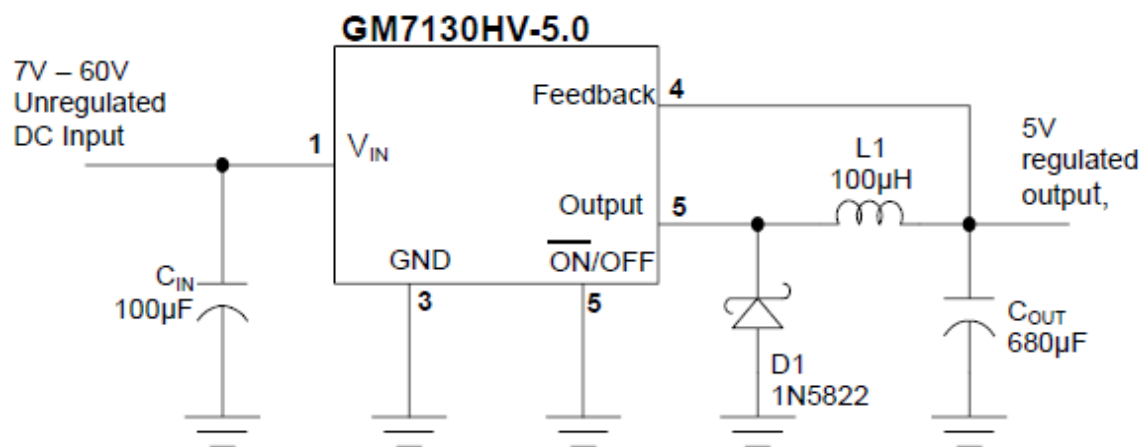 GM7130HV-5.0
7V – 60V
Unregulated
DC Input
1
VIN
Feedback
4
Output
5
GND
3
ON/OFF
5
CIN
100µF
L1
100µH
5V
regulated
output,
D1
1N5822
COUT
680µF